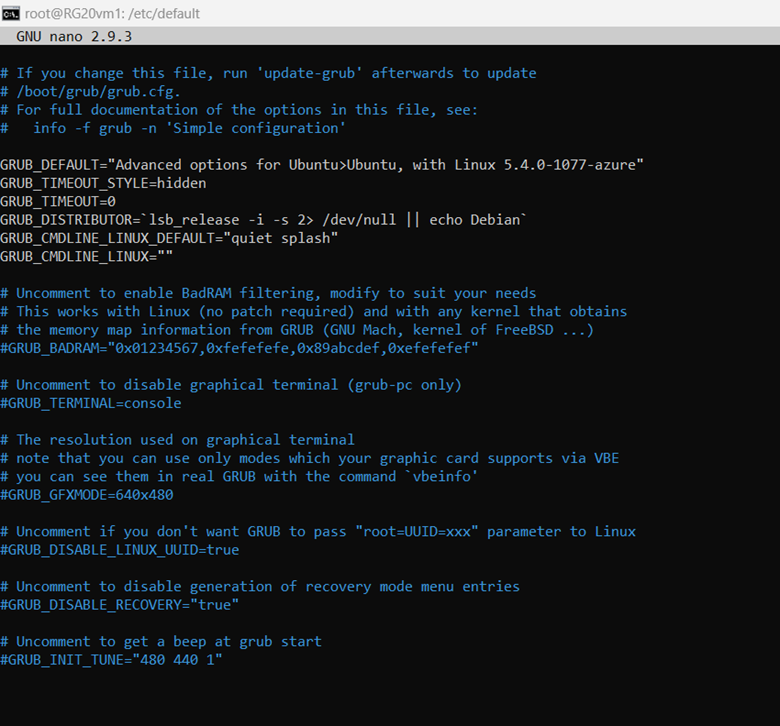 root@RG20vm1: /etc/default
GNU nano 2.9.3
# If you change this file, run 'update-grub' afterwards to update
# /boot/grub/grub.cfg.
# For full documentation of the options in this file, see:
#   info -f grub -n 'Simple configuration'
GRUB_DEFAULT="Advanced options for Ubuntu>Ubuntu, with Linux 5.4.0-1077-azure"
GRUB_TIMEOUT_STYLE=hidden
GRUB_TIMEOUT=0
GRUB_DISTRIBUTOR=`lsb_release -i -s 2> /dev/null || echo Debian`
GRUB_CMDLINE_LINUX_DEFAULT="quiet splash"
GRUB_CMDLINE_LINUX=""
# Uncomment to enable BadRAM filtering, modify to suit your needs
# This works with Linux (no patch required) and with any kernel that obtains
# the memory map information from GRUB (GNU Mach, kernel of FreeBSD ...)
#GRUB_BADRAM="0x01234567,0xfefefefe,0x89abcdef,0xefefefef"
# Uncomment to disable graphical terminal (grub-pc only)
#GRUB_TERMINAL=console
# The resolution used on graphical terminal
# note that you can use only modes which your graphic card supports via VBE
# you can see them in real GRUB with the command `vbeinfo'
#GRUB_GFXMODE=640x480
# Uncomment if you don't want GRUB to pass "root=UUID=xxx" parameter to Linux
#GRUB_DISABLE_LINUX_UUID=true
# Uncomment to disable generation of recovery mode menu entries
#GRUB_DISABLE_RECOVERY="true"
# Uncomment to get a beep at grub start
#GRUB_INIT_TUNE="480 440 1"